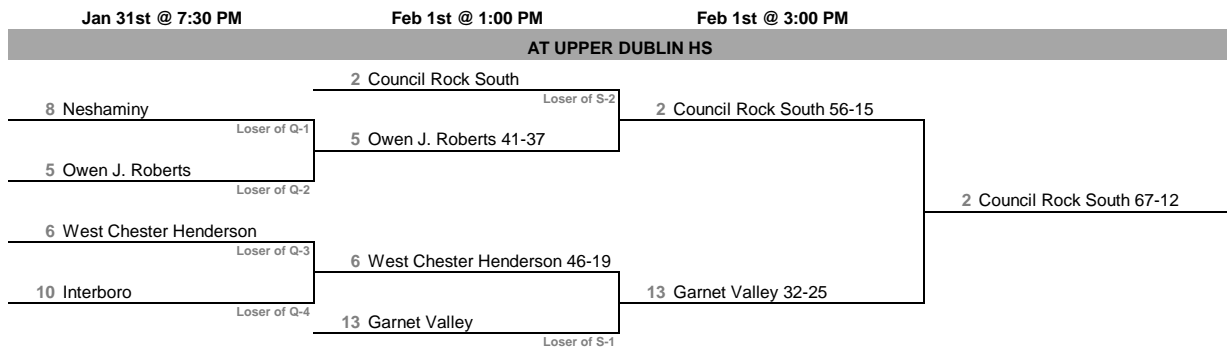 Jan 31st @ 7:30 PM Feb 1st @ 1:00 PM Feb 1st @ 3:00 PM
AT UPPER DUBLIN HS
2 Council Rock South
Loser of S-2
8 Neshaminy
2 Council Rock South 56-15
Loser of Q-1
5 Owen J. Roberts 41-37
5 Owen J. Roberts
Loser of Q-2
2 Council Rock South 67-12
6 West Chester Henderson
Loser of Q-3
6 West Chester Henderson 46-19
10 Interboro
13 Garnet Valley 32-25
Loser of Q-4
13 Garnet Valley
Loser of S-1